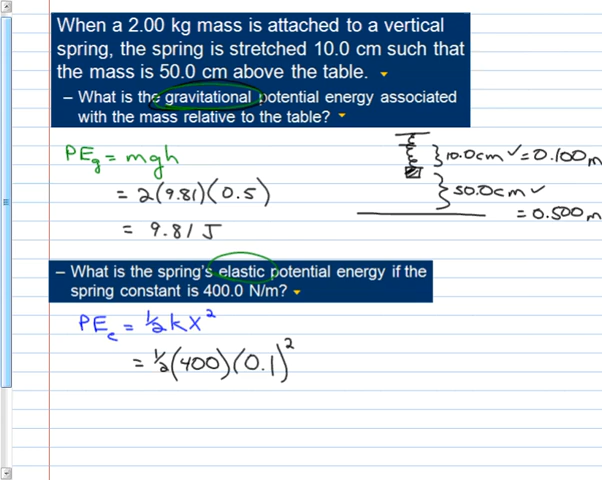 When a 2.00 kg mass is attached to a vertical
spring, the spring is stretched 10.0 cm such that
the mass is 50.0 cm above the table.
– What is the gravitational potential energy associated
with the mass relative to the table?
PEg = mgh
= 2(9.81)(0.5)
= 9.81 J
} 10.0cm ✓ = 0.100m
} 50.0cm ✓
= 0.500m
– What is the spring's elastic potential energy if the
spring constant is 400.0 N/m?
PEe = ½kx²
= ½(400)(0.1)²